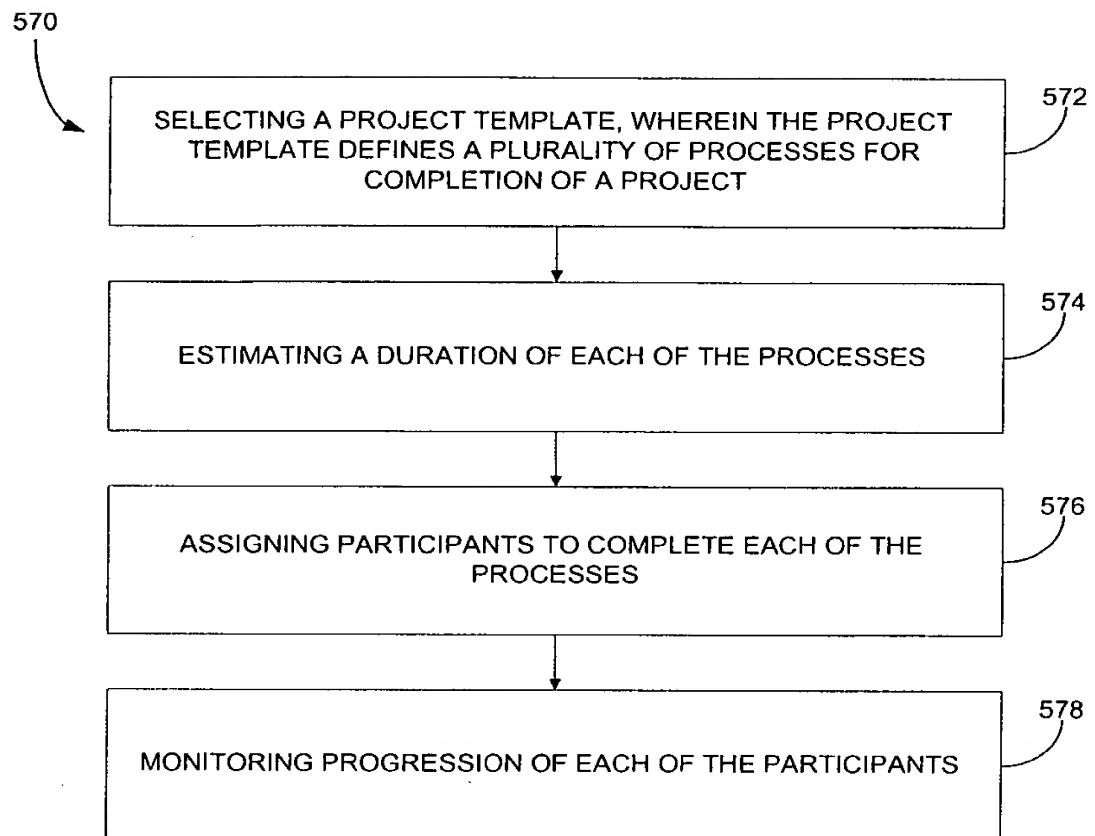 570
572
SELECTING A PROJECT TEMPLATE, WHEREIN THE PROJECT
TEMPLATE DEFINES A PLURALITY OF PROCESSES FOR
COMPLETION OF A PROJECT
574
ESTIMATING A DURATION OF EACH OF THE PROCESSES
576
ASSIGNING PARTICIPANTS TO COMPLETE EACH OF THE
PROCESSES
578
MONITORING PROGRESSION OF EACH OF THE PARTICIPANTS